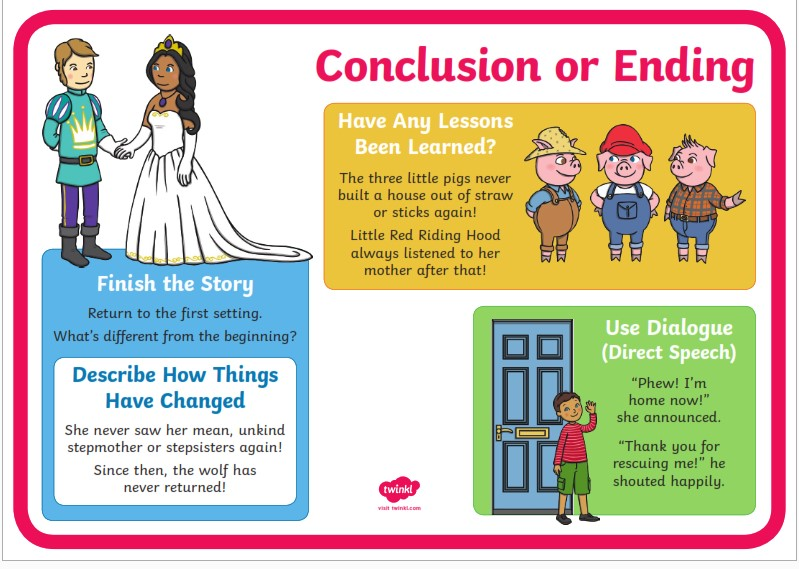 Conclusion or Ending
Have Any Lessons
Been Learned?
The three little pigs never
built a house out of straw
or sticks again!
Little Red Riding Hood
always listened to her
mother after that!
Finish the Story
Return to the first setting.
What's different from the beginning?
Describe How Things
Have Changed
She never saw her mean, unkind
stepmother or stepsisters again!
Since then, the wolf has
never returned!
Use Dialogue
(Direct Speech)
“Phew! I'm
home now!”
she announced.
“Thank you for
rescuing me!” he
shouted happily.
twinkl
visit twinkl.com